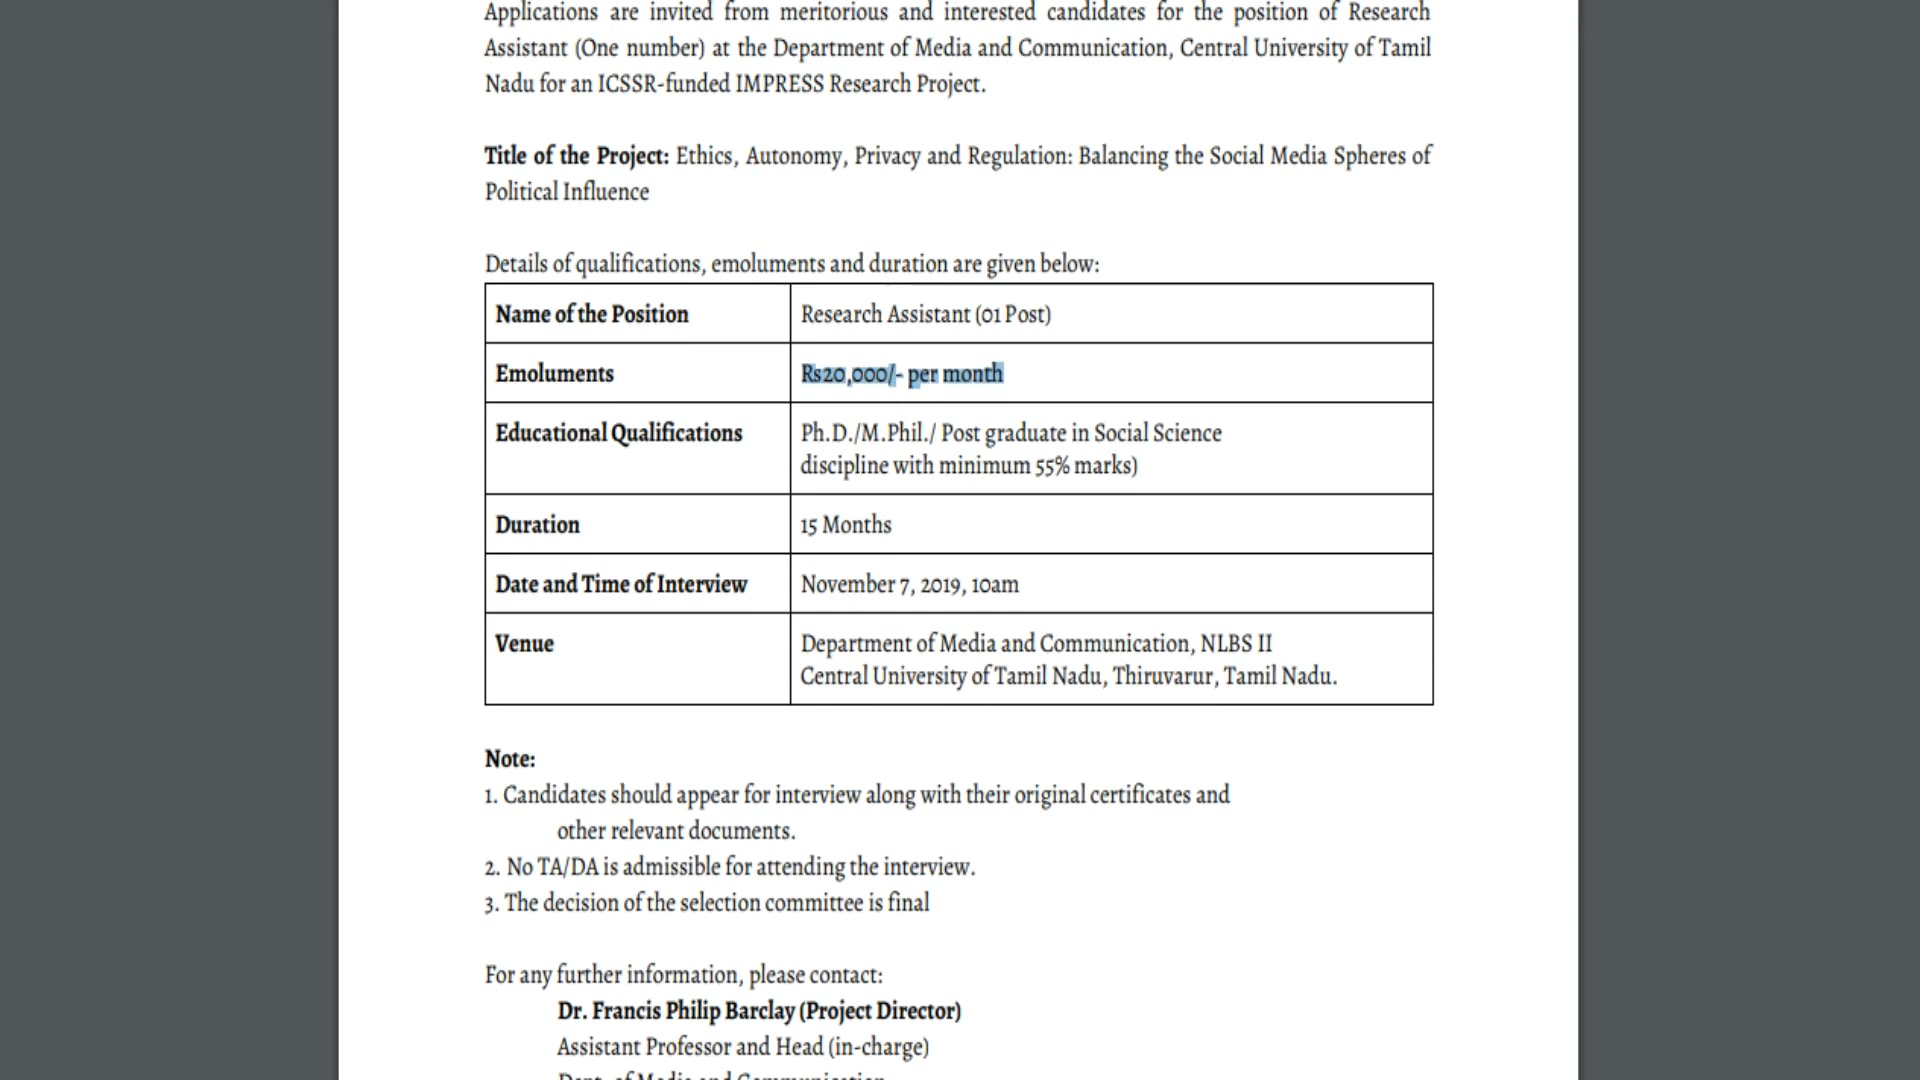 Applications are invited from meritorious and interested candidates for the position of Research
Assistant (One number) at the Department of Media and Communication, Central University of Tamil
Nadu for an ICSSR-funded IMPRESS Research Project.
Title of the Project: Ethics, Autonomy, Privacy and Regulation: Balancing the Social Media Spheres of
Political Influence
Details of qualifications, emoluments and duration are given below:
Name of the Position Research Assistant (01 Post)
Emoluments Rs20,000/- per month
Educational Qualifications Ph.D./M.Phil./ Post graduate in Social Science
discipline with minimum 55% marks)
Duration 15 Months
Date and Time of Interview November 7, 2019, 10am
Venue Department of Media and Communication, NLBS II
Central University of Tamil Nadu, Thiruvarur, Tamil Nadu.
Note:
1. Candidates should appear for interview along with their original certificates and
other relevant documents.
2. No TA/DA is admissible for attending the interview.
3. The decision of the selection committee is final
For any further information, please contact:
Dr. Francis Philip Barclay (Project Director)
Assistant Professor and Head (in-charge)
Dept. of Media and Communication